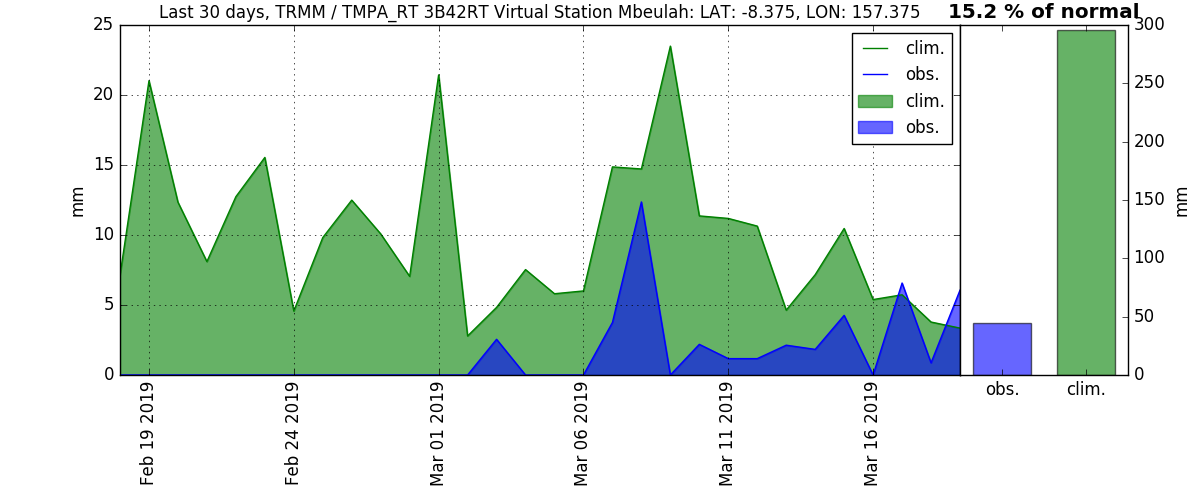 Last 30 days, TRMM / TMPA_RT 3B42RT Virtual Station Mbeulah: LAT: -8.375, LON: 157.375
15.2 % of normal
25
20
15
10
5
0
mm
clim.
obs.
clim.
obs.
Feb 19 2019
Feb 24 2019
Mar 01 2019
Mar 06 2019
Mar 11 2019
Mar 16 2019
300
250
200
150
100
50
0
mm
obs.
clim.